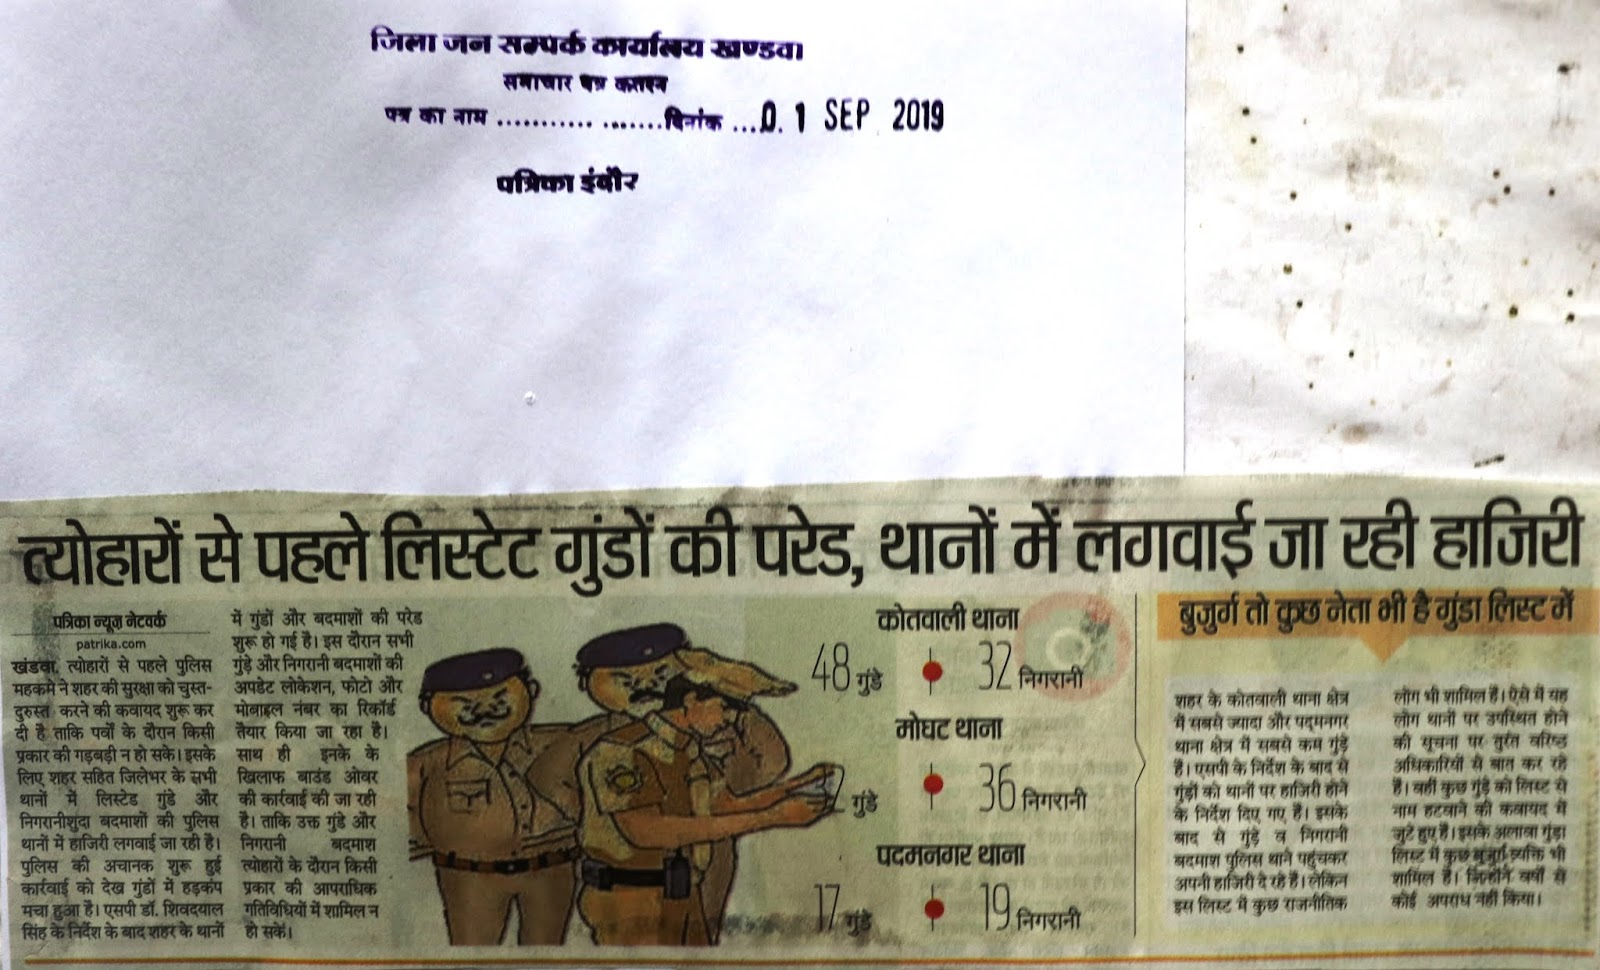 जिला जन सम्पर्क कार्यालय खण्डवा
समाचार पत्र कतरन
पत्र का नाम ........... .......दिनांक ...0. 1 SEP 2019
पत्रिका इंदौर
त्योहारों से पहले लिस्टेट गुंडों की परेड, थानों में लगवाई जा रही हाजिरी
पत्रिका न्यूज़ नेटवर्क
patrika.com
खंडवा. त्योहारों से पहले पुलिस
महकमे ने शहर की सुरक्षा को चुस्त-
दुरुस्त करने की कवायद शुरू कर
दी है ताकि पर्वों के दौरान किसी
प्रकार की गड़बड़ी न हो सके। इसके
लिए शहर सहित जिलेभर के सभी
थानों में लिस्टेड गुंडे और
निगरानीशुंदा बदमाशों की पुलिस
थानों में हाजिरी लगवाई जा रही है।
पुलिस की अचानक शुरू हुई
कार्रवाई को देख गुंडों में हड़कंप
मचा हुआ है। एसपी डॉ. शिवदयाल
सिंह के निर्देश के बाद शहर के थानों
में गुंडों और बदमाशों की परेड
शुरू हो गई है। इस दौरान सभी
गुंडे और निगरानी बदमाशों की
अपडेट लोकेशन, फोटो और
मोबाइल नंबर का रिकॉर्ड
तैयार किया जा रहा है।
साथ ही इनके के
खिलाफ बाउंड ओवर
की कार्रवाई की जा रही
है। ताकि उक्त गुंडे और
निगरानी बदमाश
त्योहारों के दौरान किसी
प्रकार की आपराधिक
गतिविधियों में शामिल न
हो सकें।
कोतवाली थाना
48 गुंडे 32 निगरानी
मोघट थाना
गुंडे 36 निगरानी
पदमनगर थाना
17 गुंडे 19 निगरानी
बुजुर्ग तो कुछ नेता भी है गुंडा लिस्ट में
शहर के कोतवाली थाना क्षेत्र
में सबसे ज्यादा और पद्मनगर
थाना क्षेत्र में सबसे कम गुंडे
है। एसपी के निर्देश के बाद से
गुंडों को थानों पर हाजिरी होने
के निर्देश दिए गए है। इसके
बाद से गुंडे व निगरानी
बदमाश पुलिस थाने पहुंचकर
अपनी हाजिरी दे रहे है। लेकिन
इस लिस्ट में कुछ राजनीतिक
लोग भी शामिल है। ऐसे में यह
लोग थानों पर उपस्थित होने
की सूचना पर तुरंत वरिष्ठ
अधिकारियों से बात कर रहे
है। वहीं कुछ गुंडे को लिस्ट से
नाम हटवाने की कवायद में
जुटे हुए है। इसके अलावा गुंडा
लिस्ट में कुछ बुजुर्ग व्यक्ति भी
शामिल है। जिन्होंने वर्षों से
कोई अपराध नहीं किया।